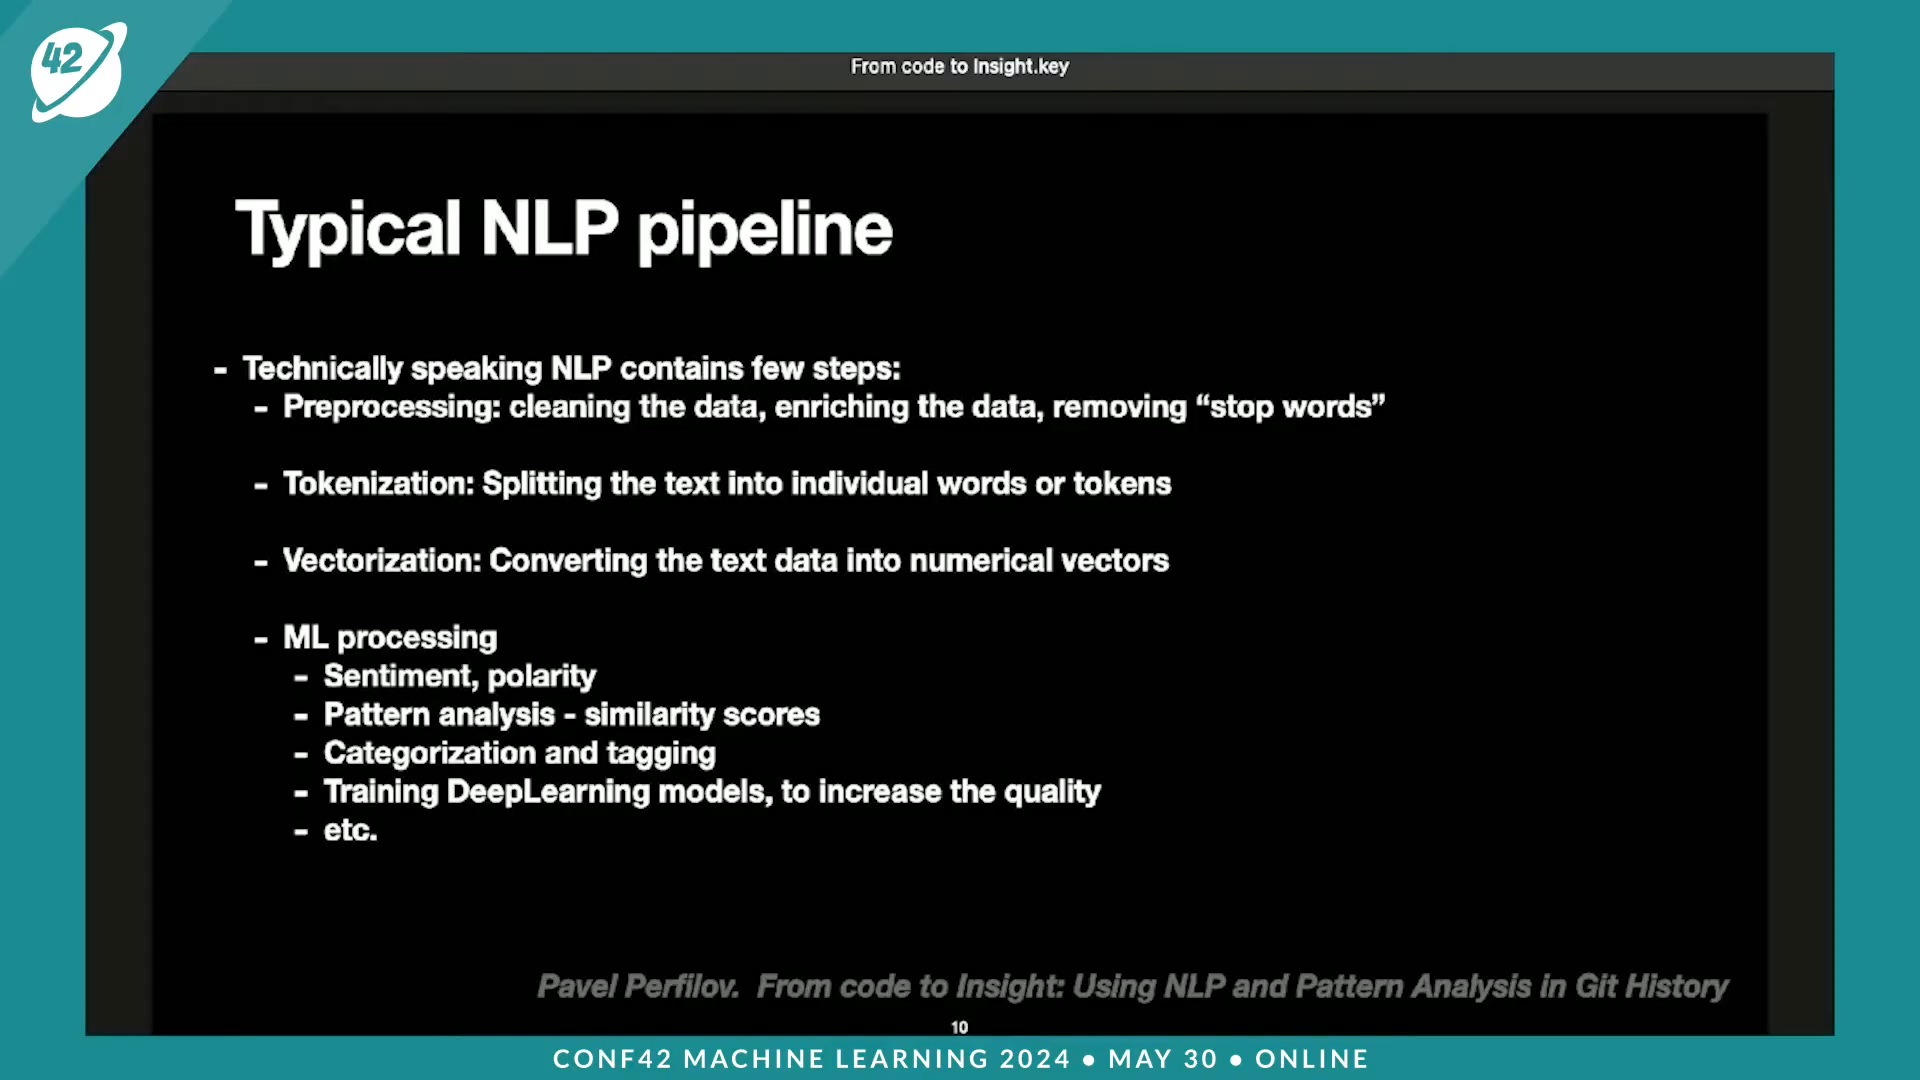 42
From code to Insight.key
Typical NLP pipeline
- Technically speaking NLP contains few steps:
- Preprocessing: cleaning the data, enriching the data, removing “stop words”
- Tokenization: Splitting the text into individual words or tokens
- Vectorization: Converting the text data into numerical vectors
- ML processing
- Sentiment, polarity
- Pattern analysis - similarity scores
- Categorization and tagging
- Training DeepLearning models, to increase the quality
- etc.
Pavel Perfilov. From code to Insight: Using NLP and Pattern Analysis in Git History
10
CONF42 MACHINE LEARNING 2024 ● MAY 30 ● ONLINE